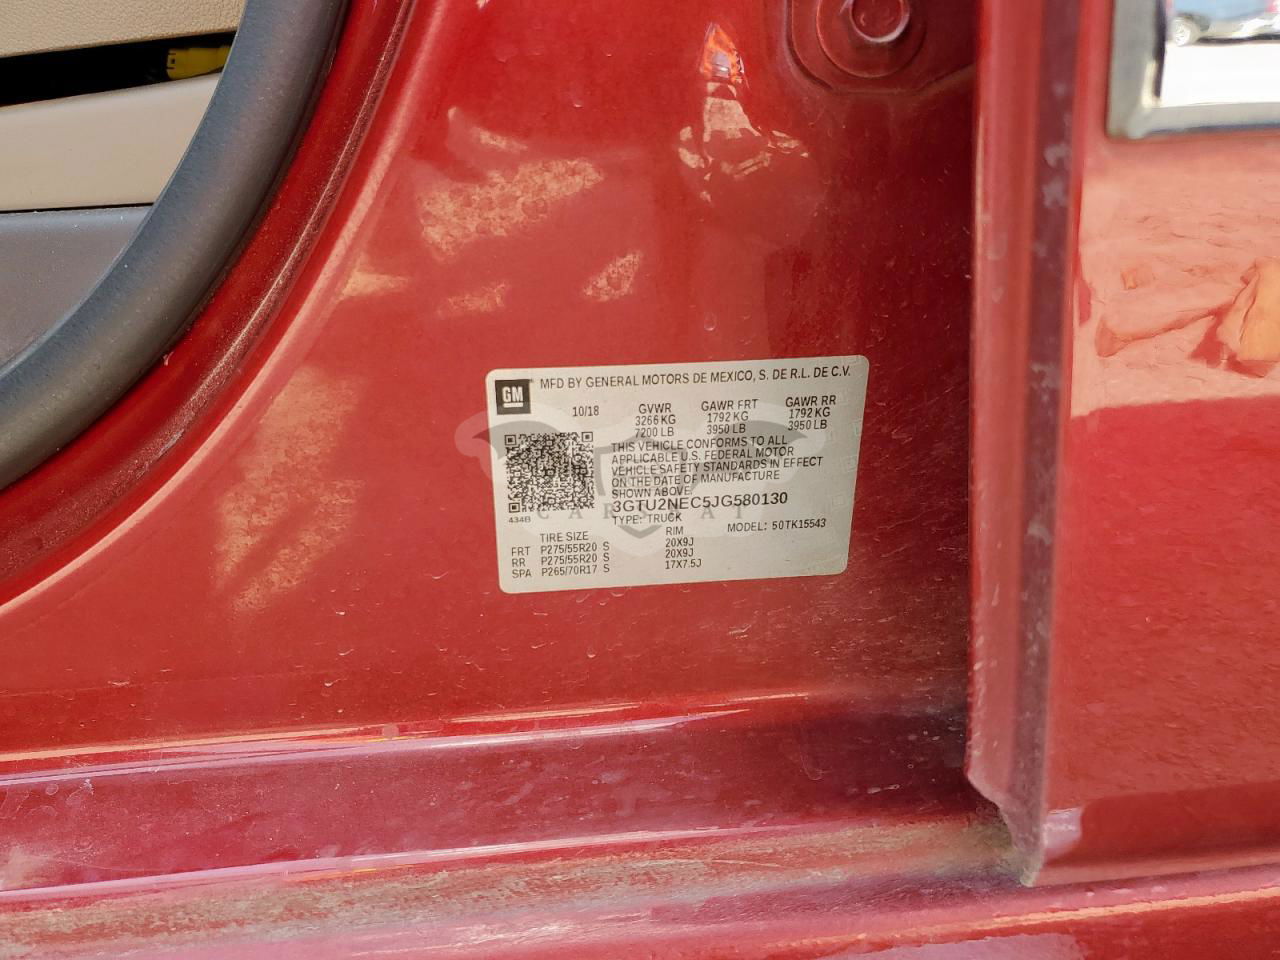 GM MFD BY GENERAL MOTORS DE MEXICO, S. DE R.L. DE C.V.
10/18 GVWR GAWR FRT GAWR RR
3266 KG 1792 KG 1792 KG
7200 LB 3950 LB 3950 LB
THIS VEHICLE CONFORMS TO ALL
APPLICABLE U.S. FEDERAL MOTOR
VEHICLE SAFETY STANDARDS IN EFFECT
ON THE DATE OF MANUFACTURE
SHOWN ABOVE
3GTU2NEC5JG580130
434B TYPE: TRUCK MODEL: 50TK15543
TIRE SIZE RIM
FRT P275/55R20 S 20X9J
RR P275/55R20 S 20X9J
SPA P265/70R17 S 17X7.5J